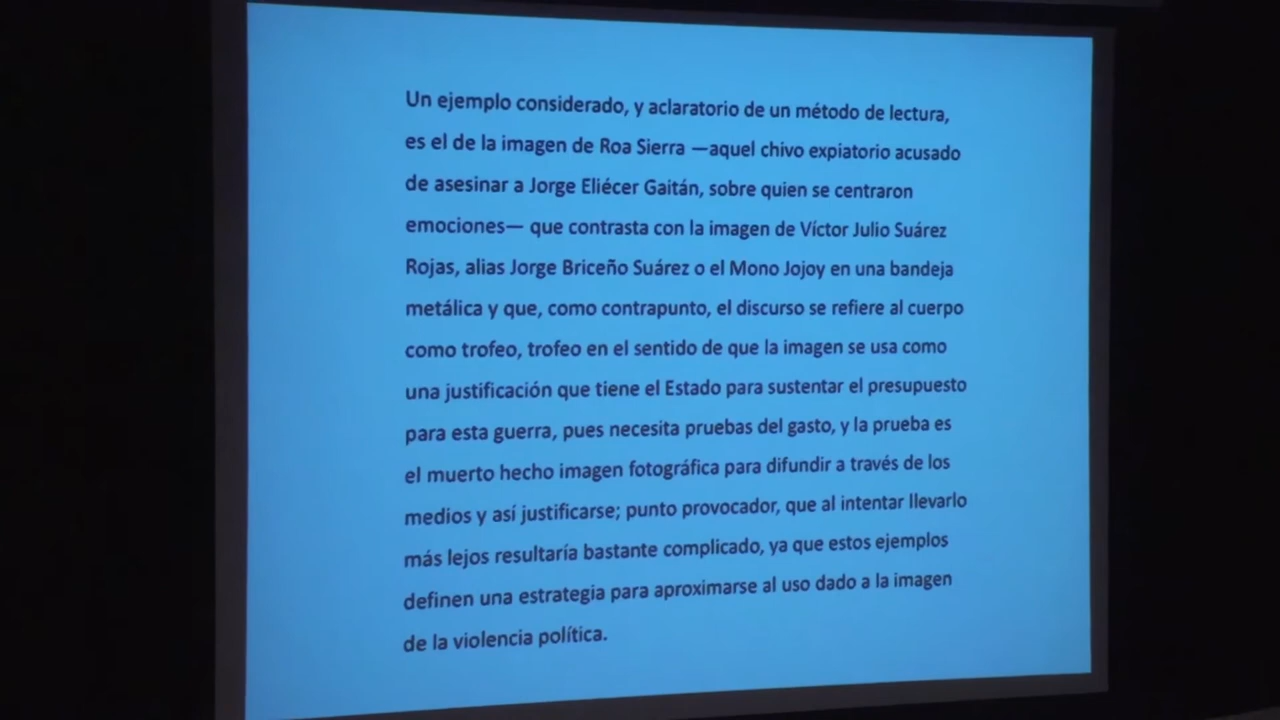 Un ejemplo considerado, y aclaratorio de un método de lectura,
es el de la imagen de Roa Sierra —aquel chivo expiatorio acusado
de asesinar a Jorge Eliécer Gaitán, sobre quien se centraron
emociones— que contrasta con la imagen de Víctor Julio Suárez
Rojas, alias Jorge Briceño Suárez o el Mono Jojoy en una bandeja
metálica y que, como contrapunto, el discurso se refiere al cuerpo
como trofeo, trofeo en el sentido de que la imagen se usa como
una justificación que tiene el Estado para sustentar el presupuesto
para esta guerra, pues necesita pruebas del gasto, y la prueba es
el muerto hecho imagen fotográfica para difundir a través de los
medios y así justificarse; punto provocador, que al intentar llevarlo
más lejos resultaría bastante complicado, ya que estos ejemplos
definen una estrategia para aproximarse al uso dado a la imagen
de la violencia política.